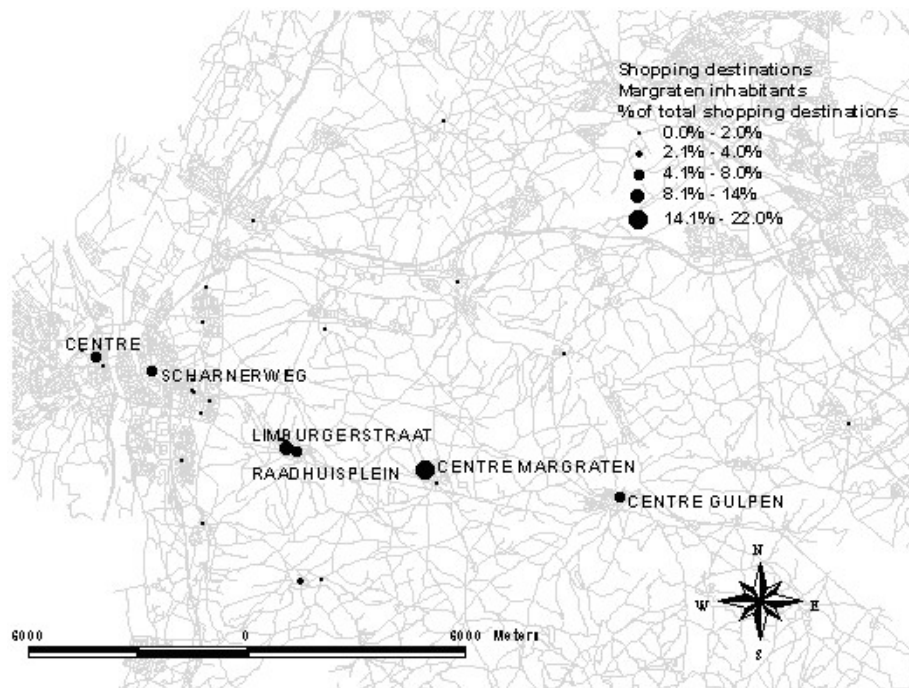 Shopping destinations
Margraten inhabitants
% of total shopping destinations
0.0% - 2.0%
2.1% - 4.0%
4.1% - 8.0%
8.1% - 14%
14.1% - 22.0%
CENTRE
SCHARNERWEG
LIMBURGERSTRAAT
RAADHUISPLEIN
CENTRE MARGRATEN
CENTRE GULPEN
N
W E
S
6000 0 6000 Meters